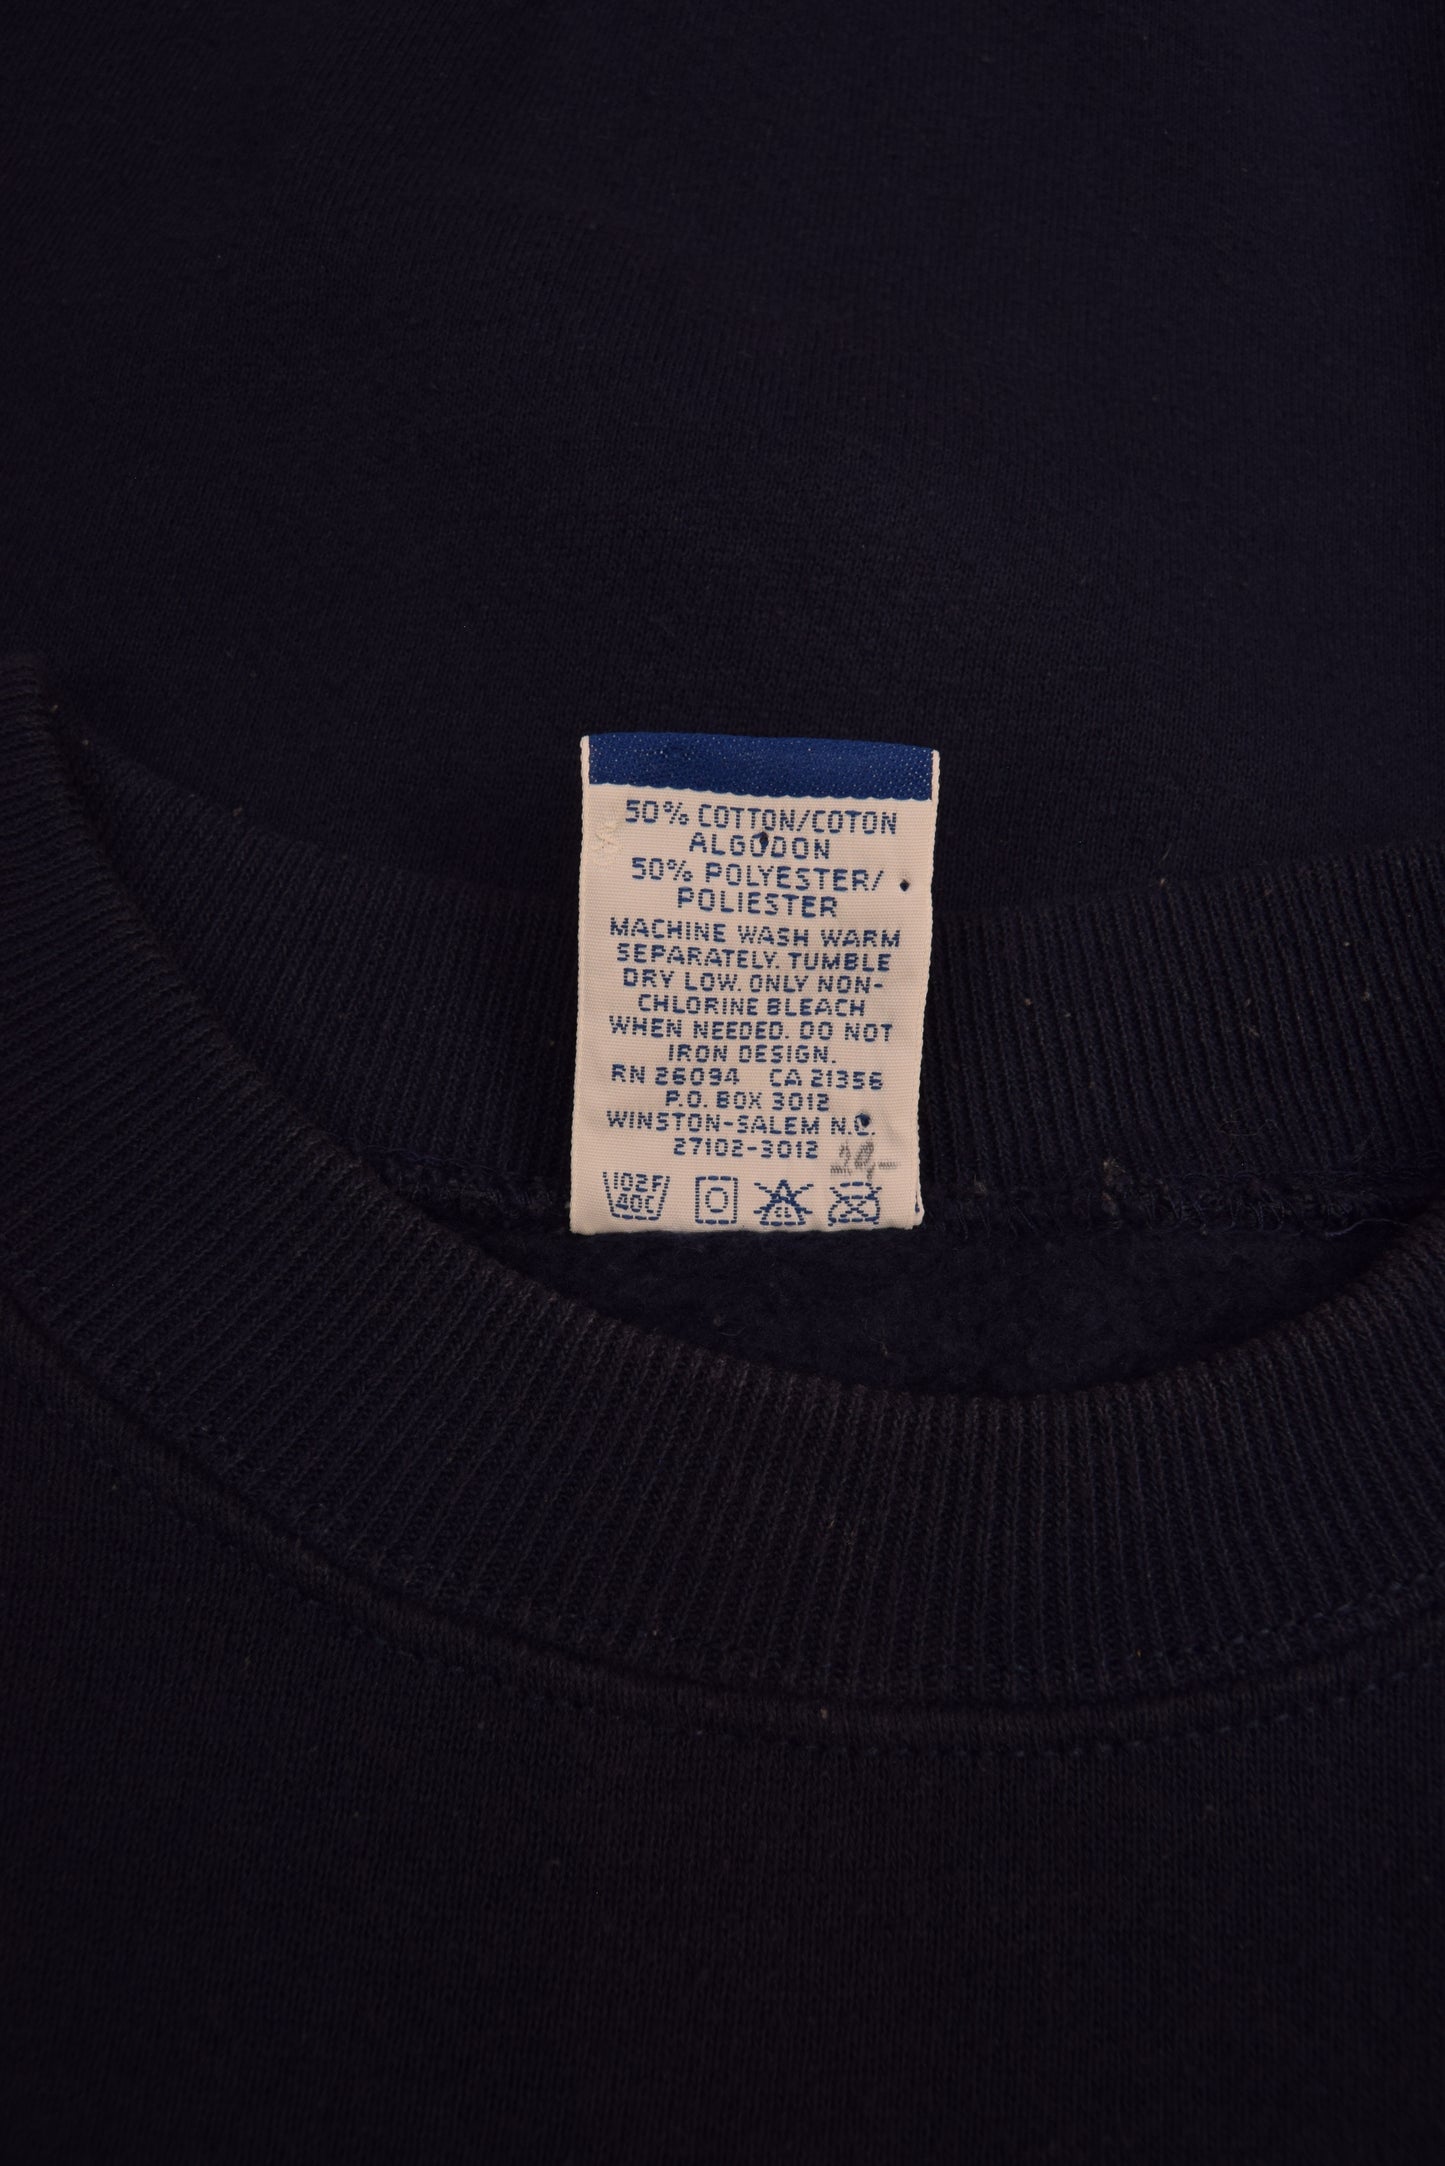 50% COTTON/COTON
ALGODON
50% POLYESTER/
POLIESTER
MACHINE WASH WARM
SEPARATELY. TUMBLE
DRY LOW. ONLY NON-
CHLORINE BLEACH
WHEN NEEDED. DO NOT
IRON DESIGN.
RN 26094 CA 21356
P.O. BOX 3012
WINSTON-SALEM N.C.
27102-3012
102F
40C CL